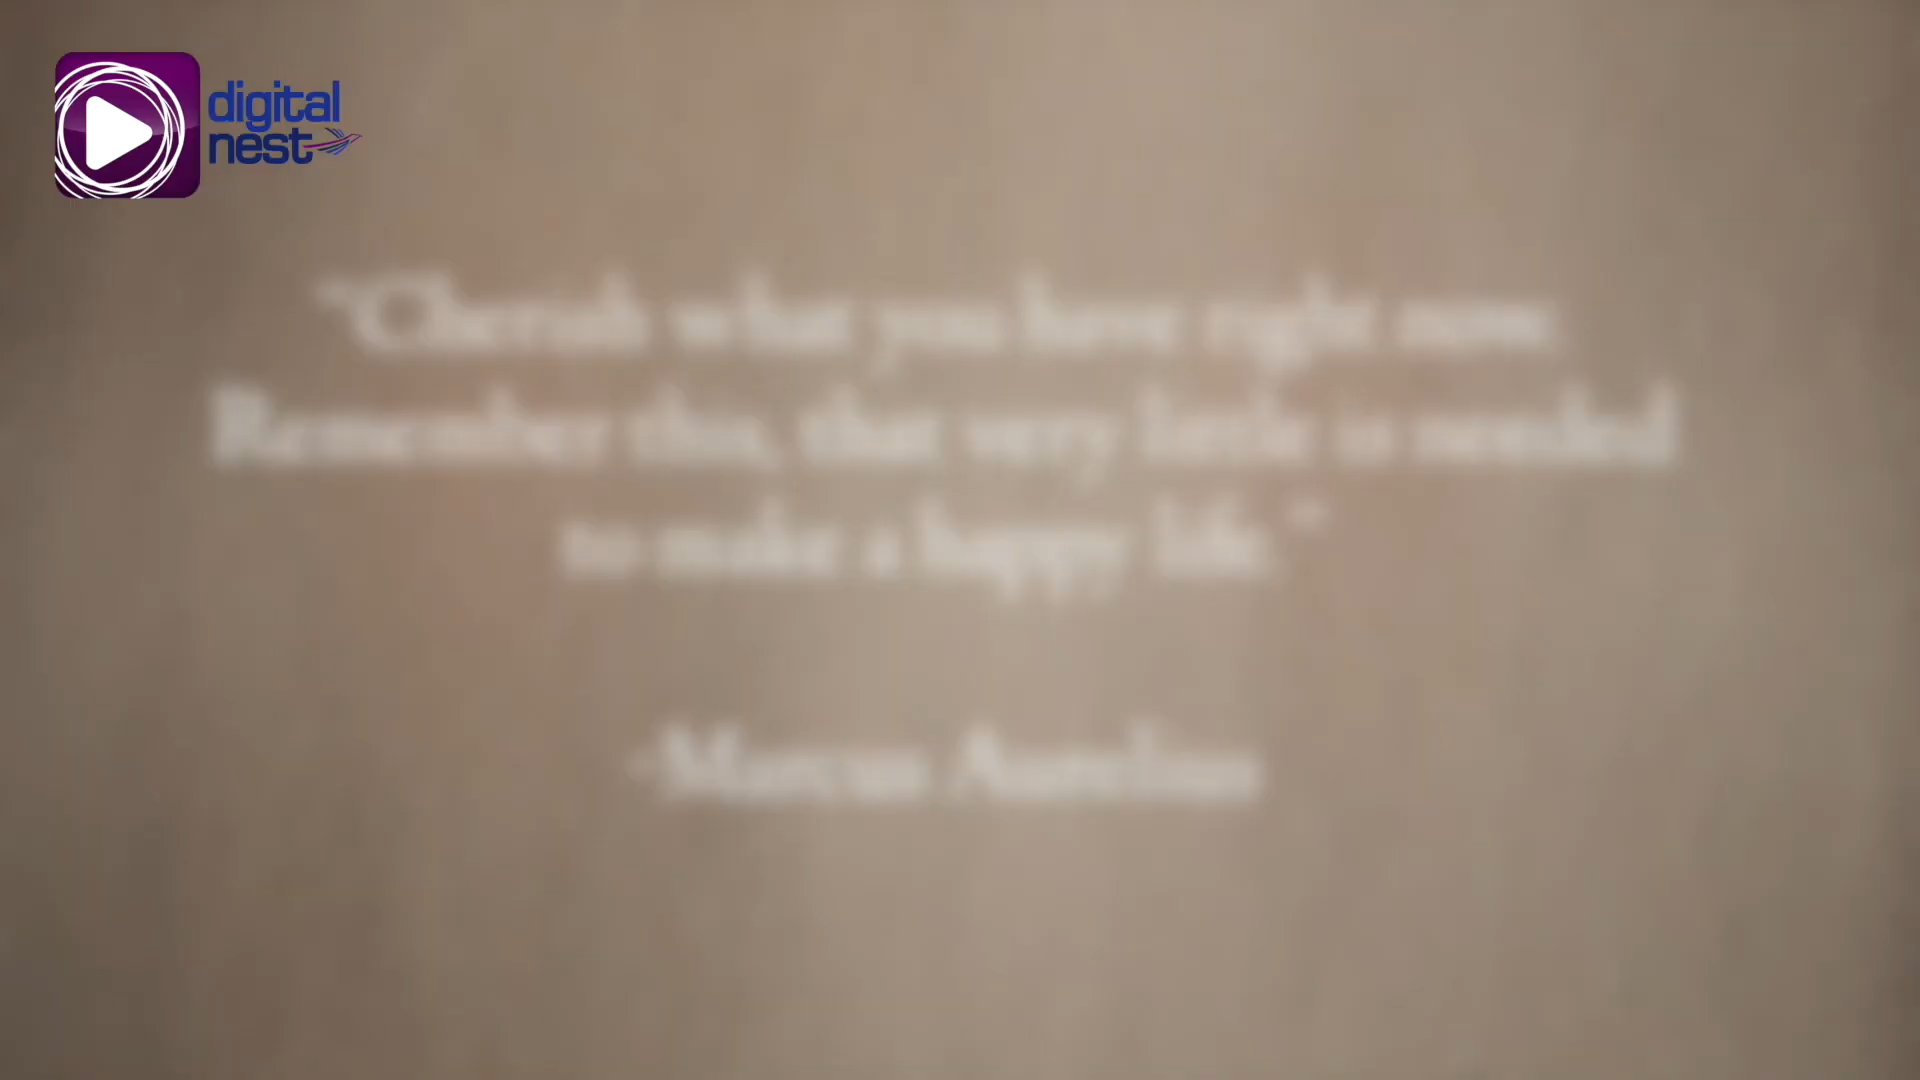 digital
nest
"Cherish what you have right now.
Remember this, that very little is needed
to make a happy life."
-Marcus Aurelius